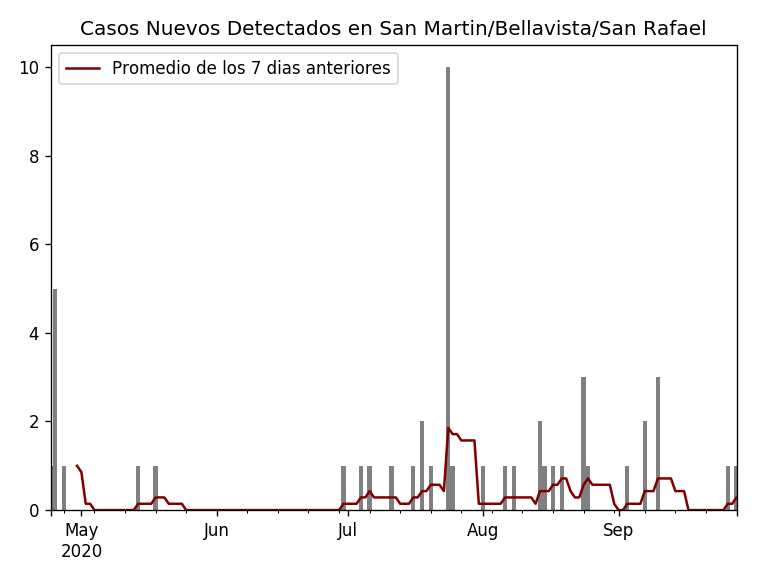 Casos Nuevos Detectados en San Martin/Bellavista/San Rafael
Promedio de los 7 dias anteriores
10
8
6
4
2
0
May Jun Jul Aug Sep
2020